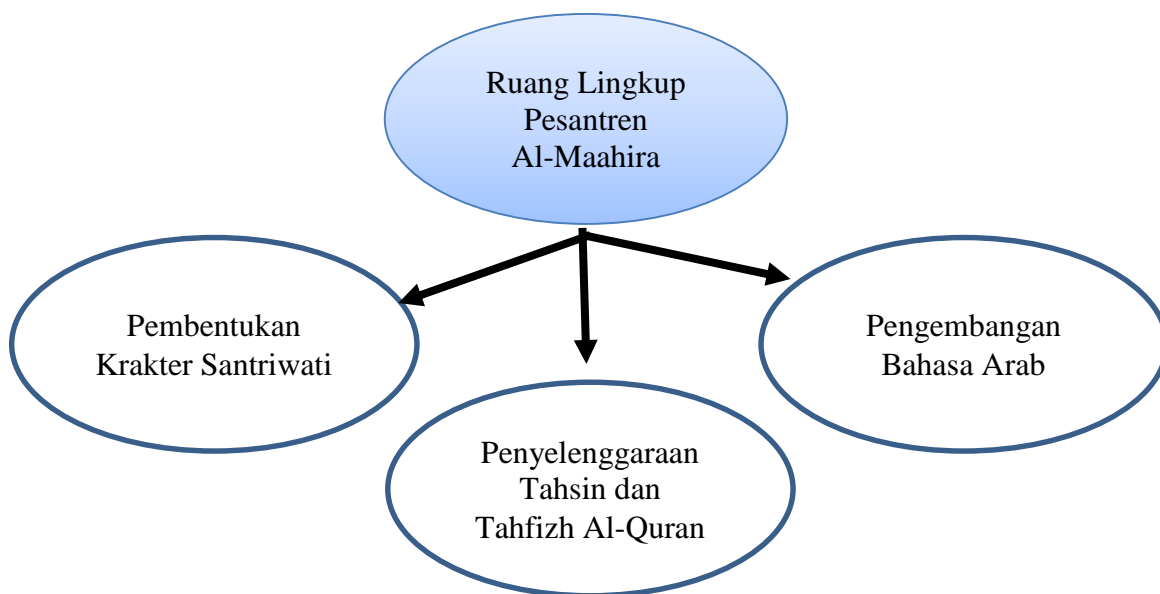 Ruang Lingkup
Pesantren
Al-Maahira
Pembentukan
Krakter Santriwati
Penyelenggaraan
Tahsin dan
Tahfizh Al-Quran
Pengembangan
Bahasa Arab